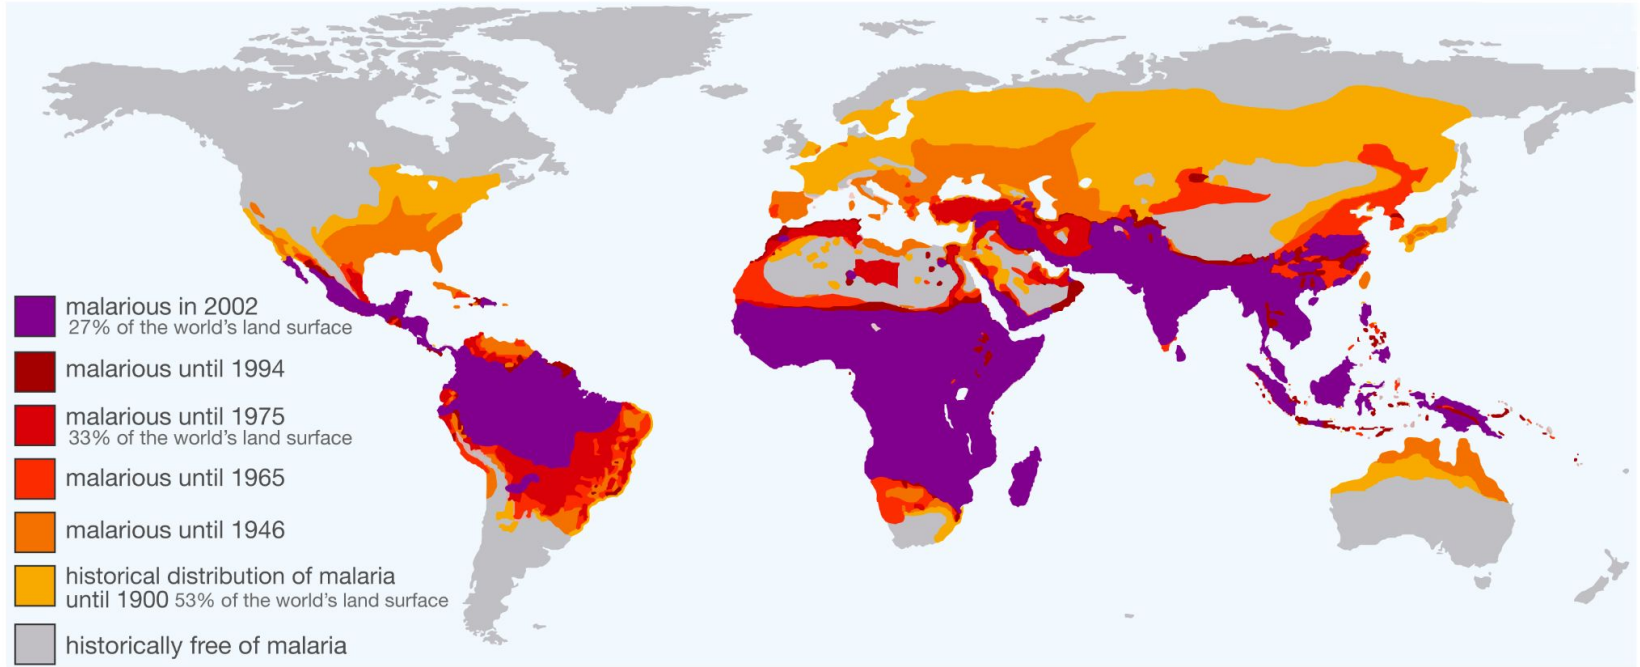 malarious in 2002
27% of the world's land surface
malarious until 1994
malarious until 1975
33% of the world's land surface
malarious until 1965
malarious until 1946
historical distribution of malaria
until 1900 53% of the world's land surface
historically free of malaria